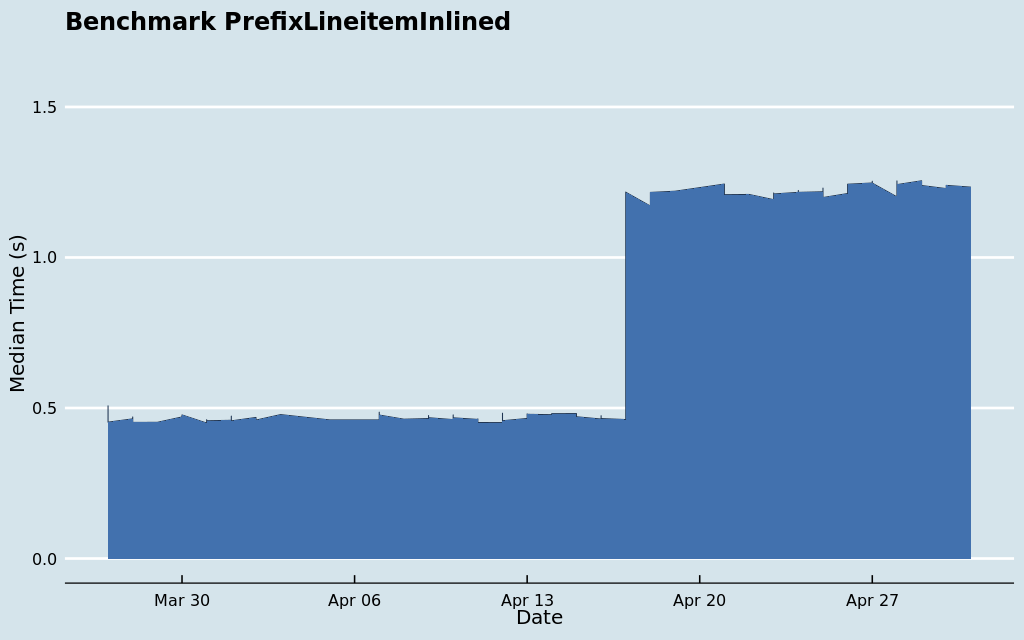 Benchmark PrefixLineitemInlined
Median Time (s)
1.5
1.0
0.5
0.0
Mar 30 Apr 06 Apr 13 Apr 20 Apr 27
Date